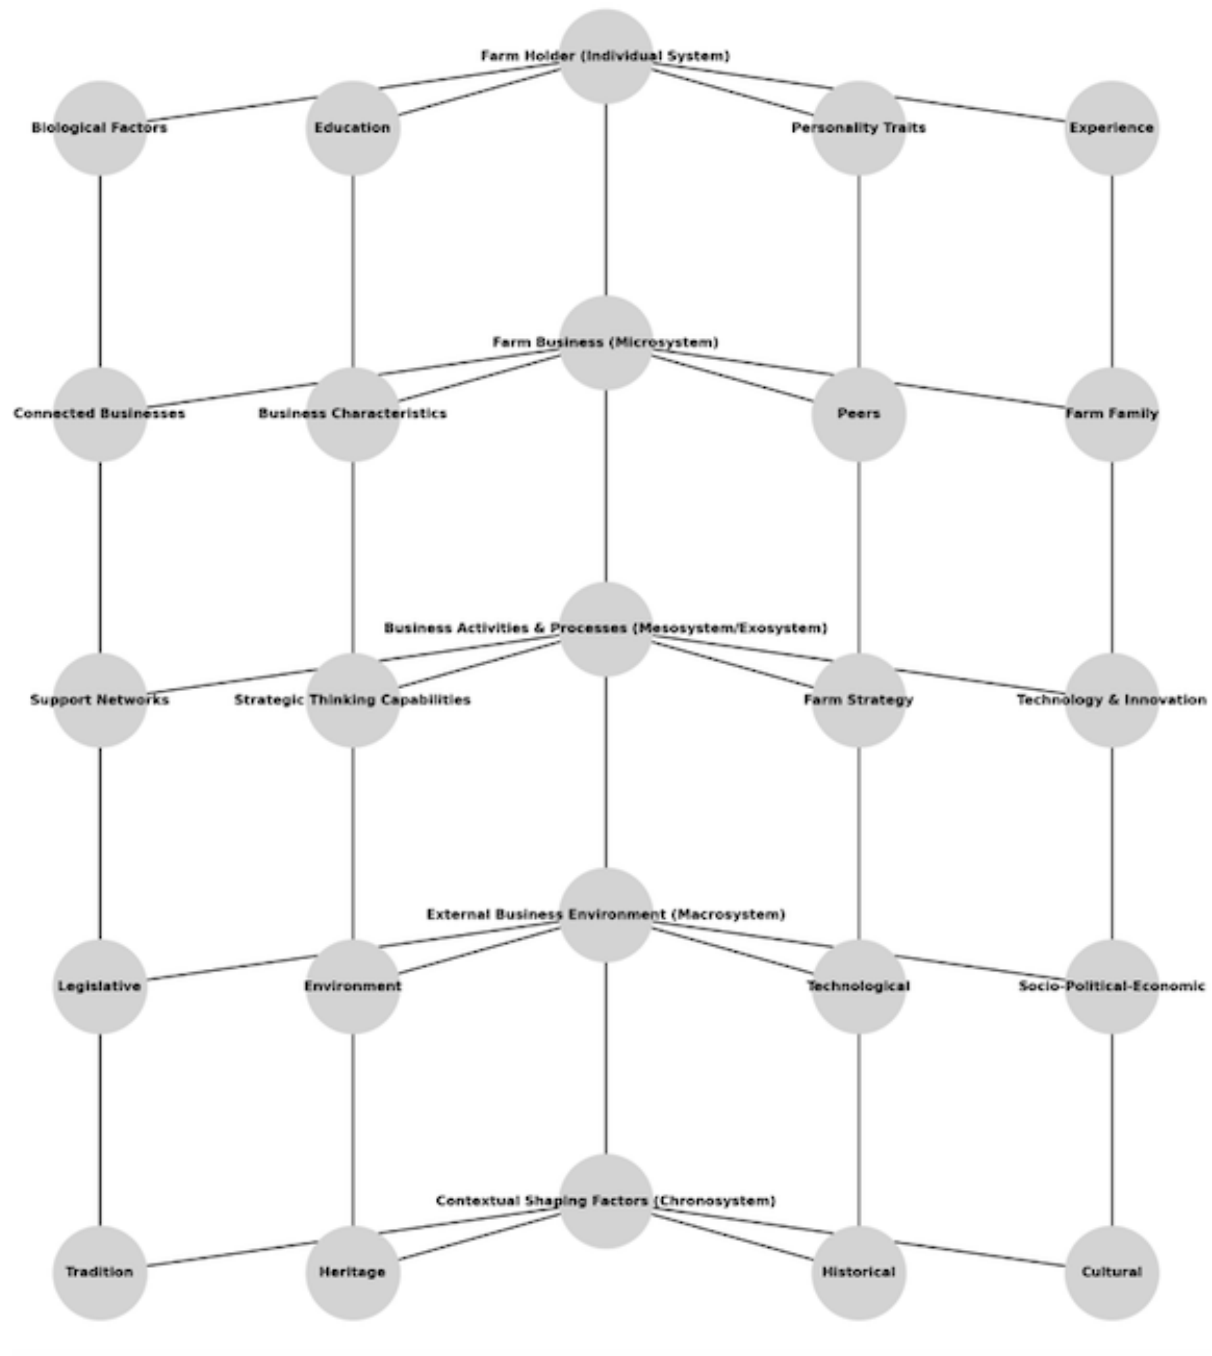 Farm Holder (Individual System)
Biological Factors
Education
Personality Traits
Experience
Farm Business (Microsystem)
Connected Businesses
Business Characteristics
Peers
Farm Family
Business Activities & Processes (Mesosystem/Exosystem)
Support Networks
Strategic Thinking Capabilities
Farm Strategy
Technology & Innovation
External Business Environment (Macrosystem)
Legislative
Environment
Technological
Socio-Political-Economic
Contextual Shaping Factors (Chronosystem)
Tradition
Heritage
Historical
Cultural